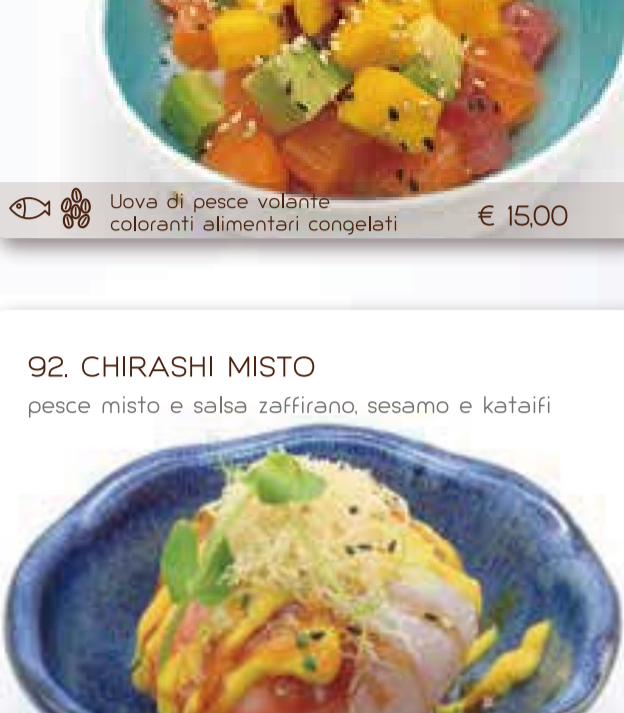 Uova di pesce volante
coloranti alimentari congelati
€ 15,00
92. CHIRASHI MISTO
pesce misto e salsa zaffirano, sesamo e kataifi